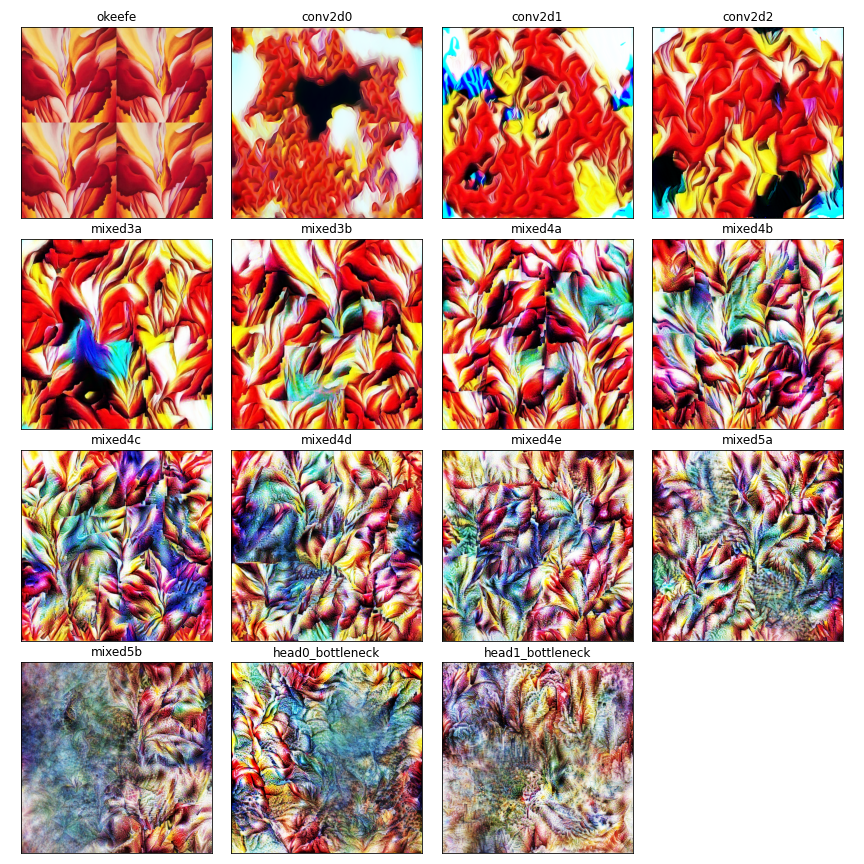 okeefe
conv2d0
conv2d1
conv2d2
mixed3a
mixed3b
mixed4a
mixed4b
mixed4c
mixed4d
mixed4e
mixed5a
mixed5b
head0_bottleneck
head1_bottleneck